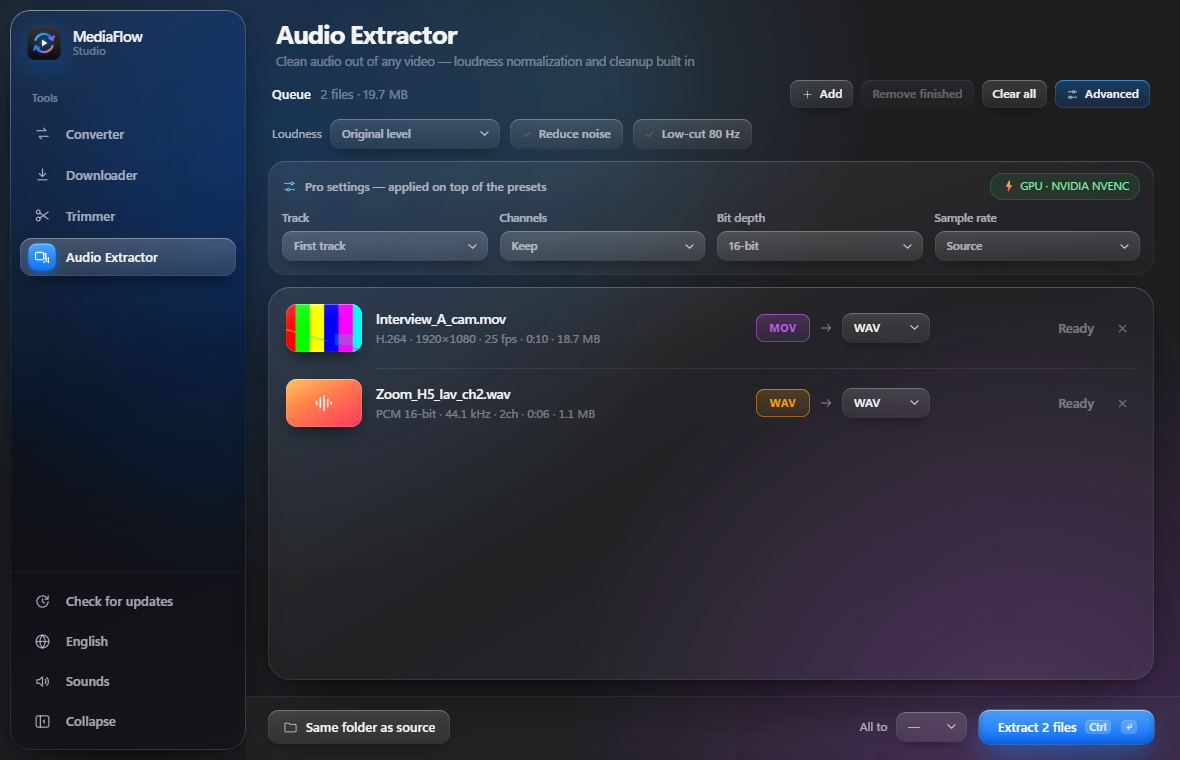 MediaFlow
Studio
Tools
Converter
Downloader
Trimmer
Audio Extractor
Check for updates
English
Sounds
Collapse
Audio Extractor
Clean audio out of any video — loudness normalization and cleanup built in
Queue 2 files · 19.7 MB
Add Remove finished Clear all Advanced
Loudness Original level Reduce noise Low-cut 80 Hz
Pro settings — applied on top of the presets GPU · NVIDIA NVENC
Track Channels Bit depth Sample rate
First track Keep 16-bit Source
Interview_A_cam.mov
H.264 · 1920×1080 · 25 fps · 0:10 · 18.7 MB
MOV → WAV Ready
Zoom_H5_lav_ch2.wav
PCM 16-bit · 44.1 kHz · 2ch · 0:06 · 1.1 MB
WAV → WAV Ready
Same folder as source All to — Extract 2 files Ctrl ↵